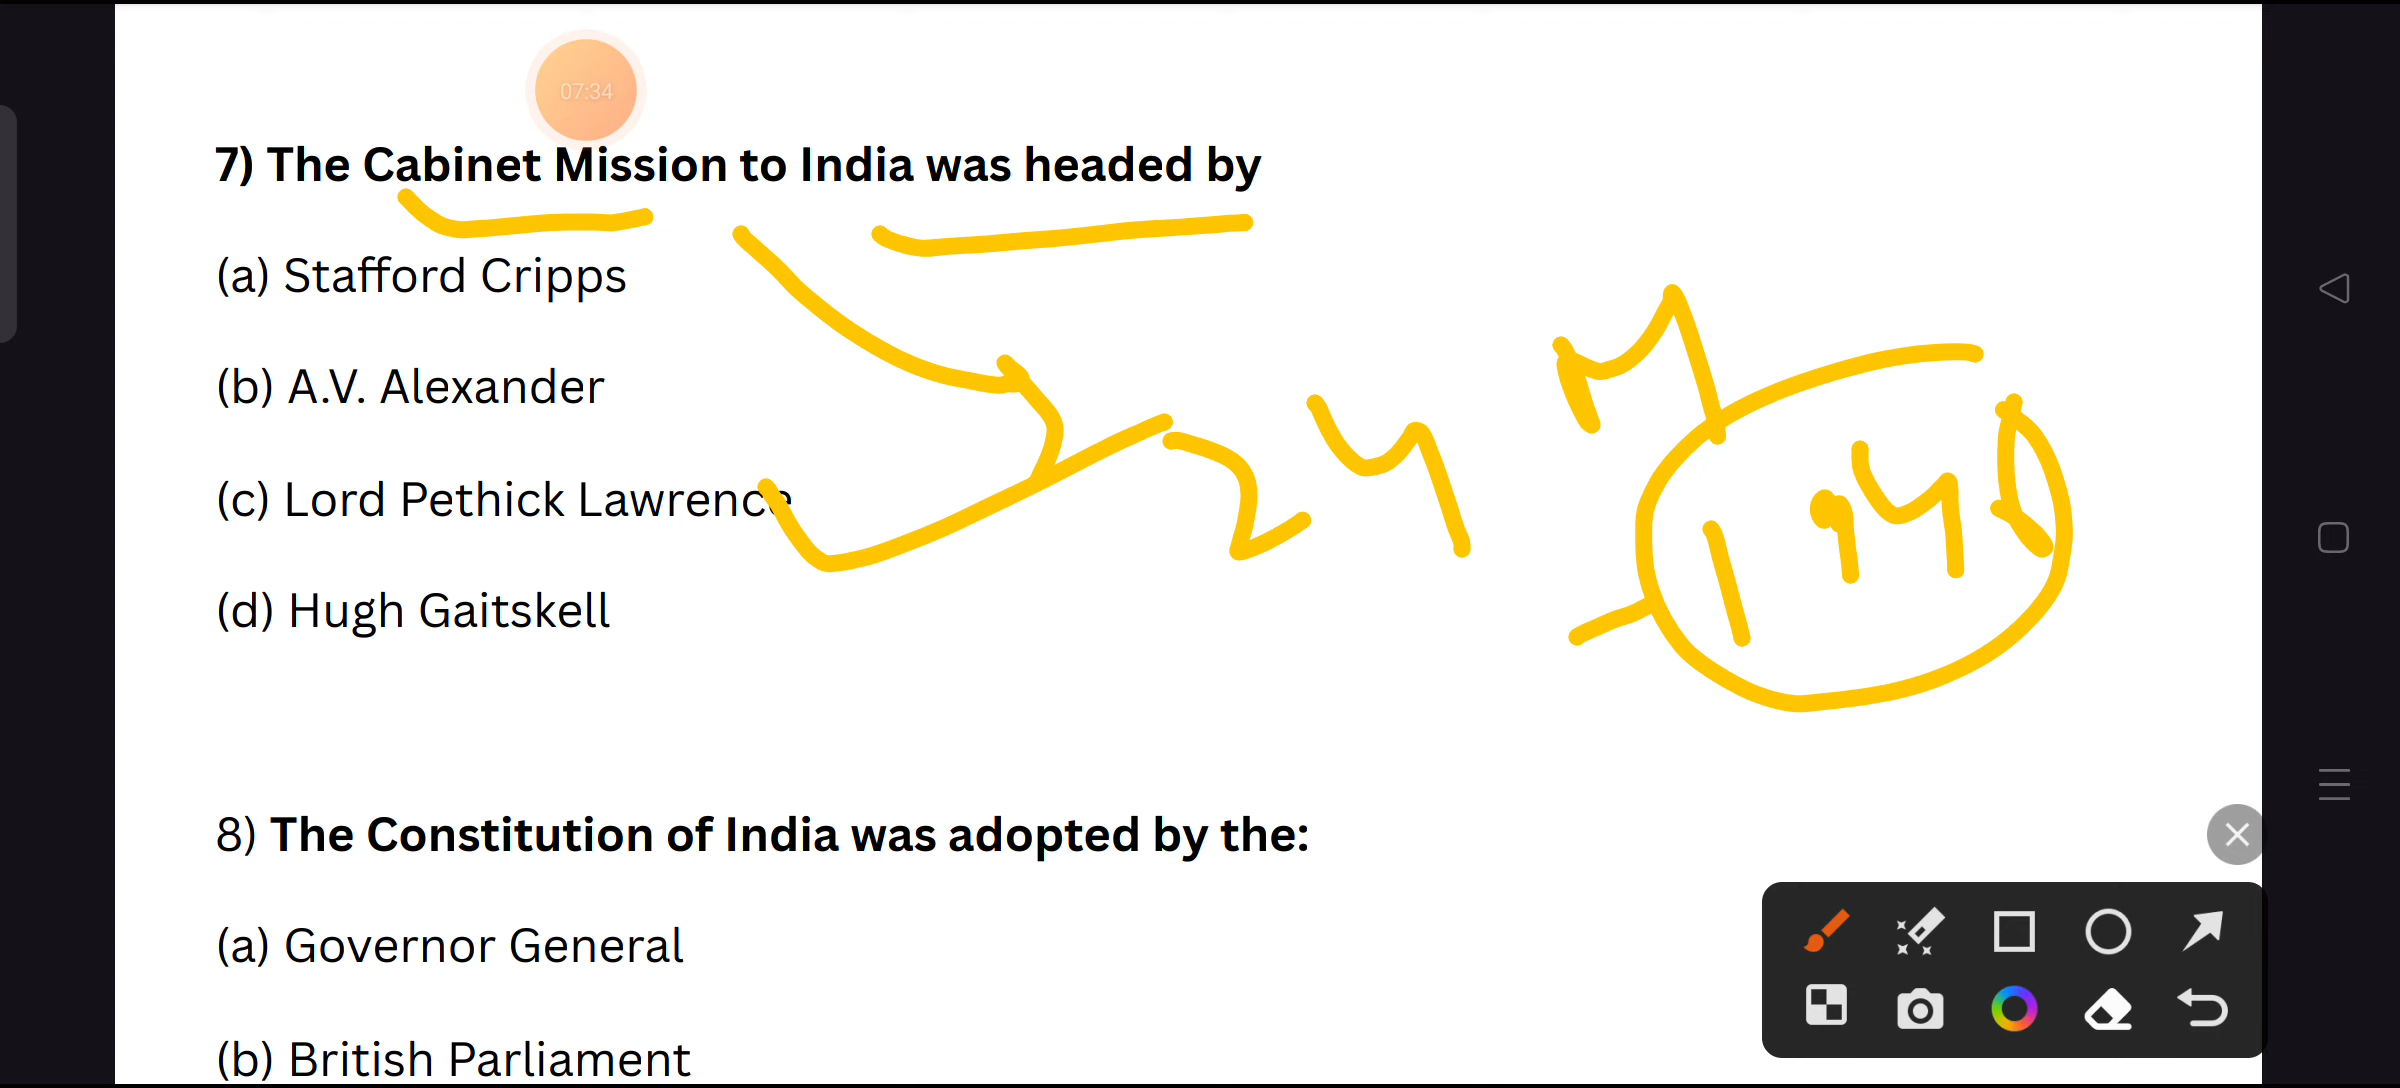 07:34
7) The Cabinet Mission to India was headed by
(a) Stafford Cripps
(b) A.V. Alexander
(c) Lord Pethick Lawrence
24 M
(d) Hugh Gaitskell
8) The Constitution of India was adopted by the:
(a) Governor General
(b) British Parliament